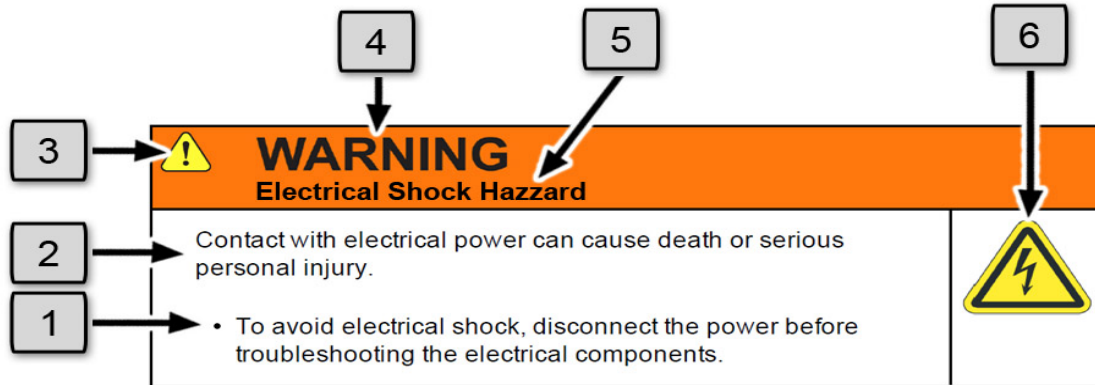 4
5
6
3
WARNING
Electrical Shock Hazzard
2
Contact with electrical power can cause death or serious
personal injury.
1
• To avoid electrical shock, disconnect the power before
troubleshooting the electrical components.